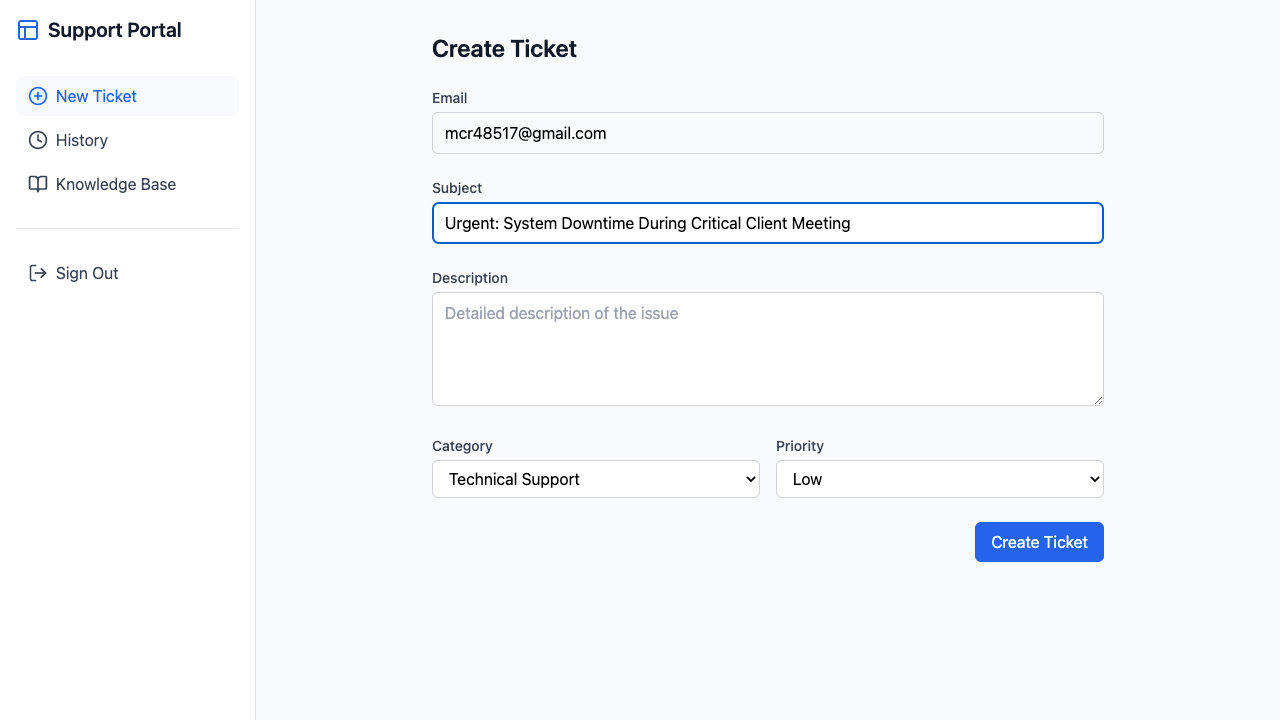 Support Portal
New Ticket
History
Knowledge Base
Sign Out
Create Ticket
Email
mcr48517@gmail.com
Subject
Urgent: System Downtime During Critical Client Meeting
Description
Detailed description of the issue
Category
Priority
Technical Support
Low
Create Ticket